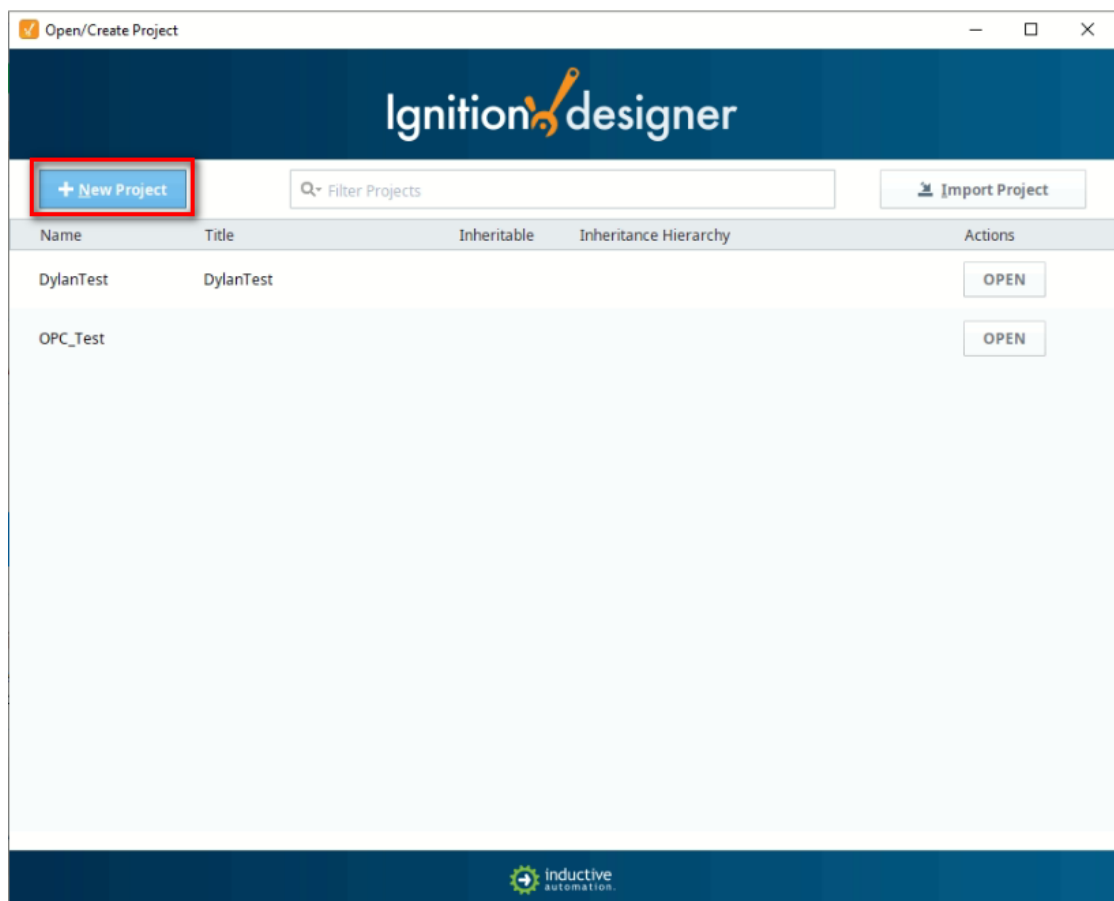 Open/Create Project
Ignition designer
+ New Project
Filter Projects
Import Project
Name Title Inheritable Inheritance Hierarchy Actions
DylanTest DylanTest OPEN
OPC_Test OPEN
inductive
automation.